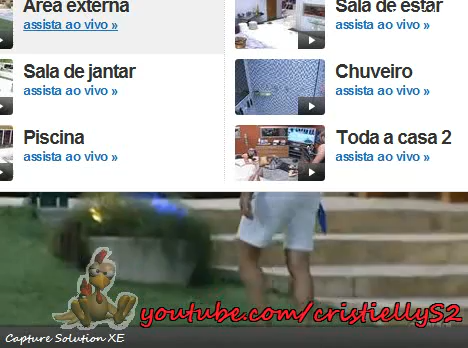 Área externa
assista ao vivo »
Sala de estar
assista ao vivo »
Sala de jantar
assista ao vivo »
Chuveiro
assista ao vivo »
Piscina
assista ao vivo »
Toda a casa 2
assista ao vivo »
youtube.com/cristiellyS2
Capture Solution XE